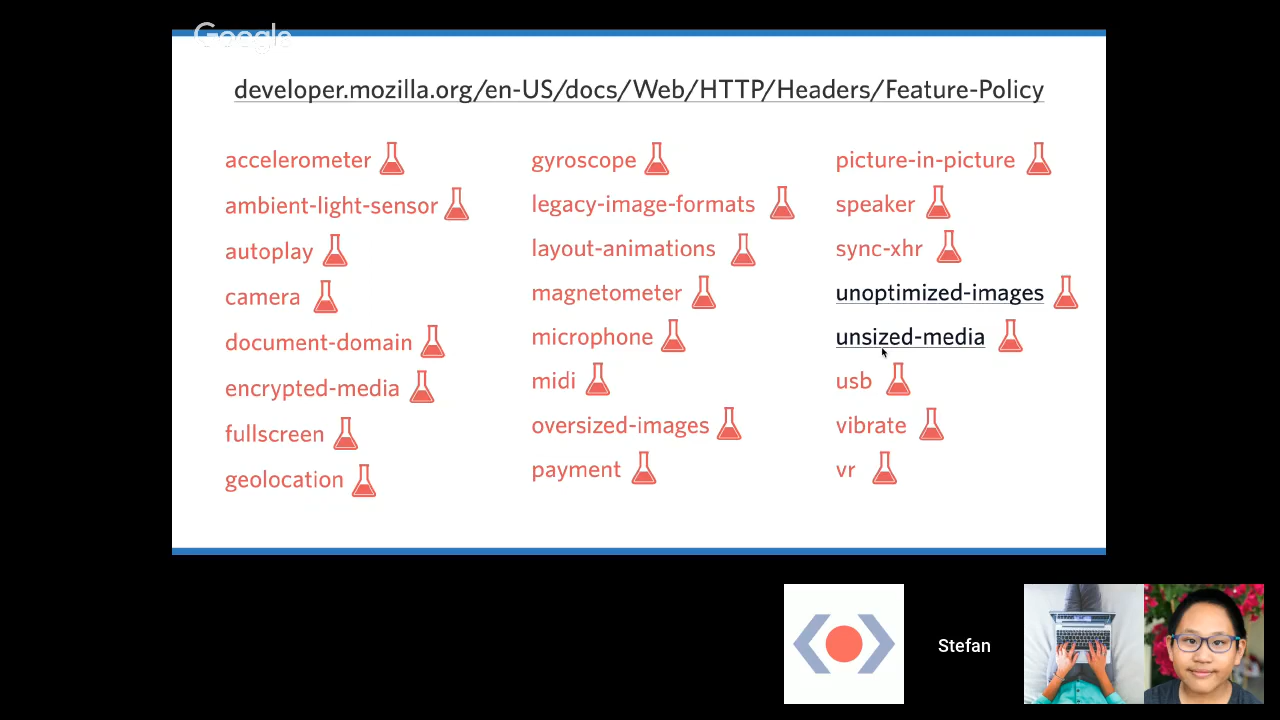 Google
developer.mozilla.org/en-US/docs/Web/HTTP/Headers/Feature-Policy
accelerometer
ambient-light-sensor
autoplay
camera
document-domain
encrypted-media
fullscreen
geolocation
gyroscope
legacy-image-formats
layout-animations
magnetometer
microphone
midi
oversized-images
payment
picture-in-picture
speaker
sync-xhr
unoptimized-images
unsized-media
usb
vibrate
vr
Stefan